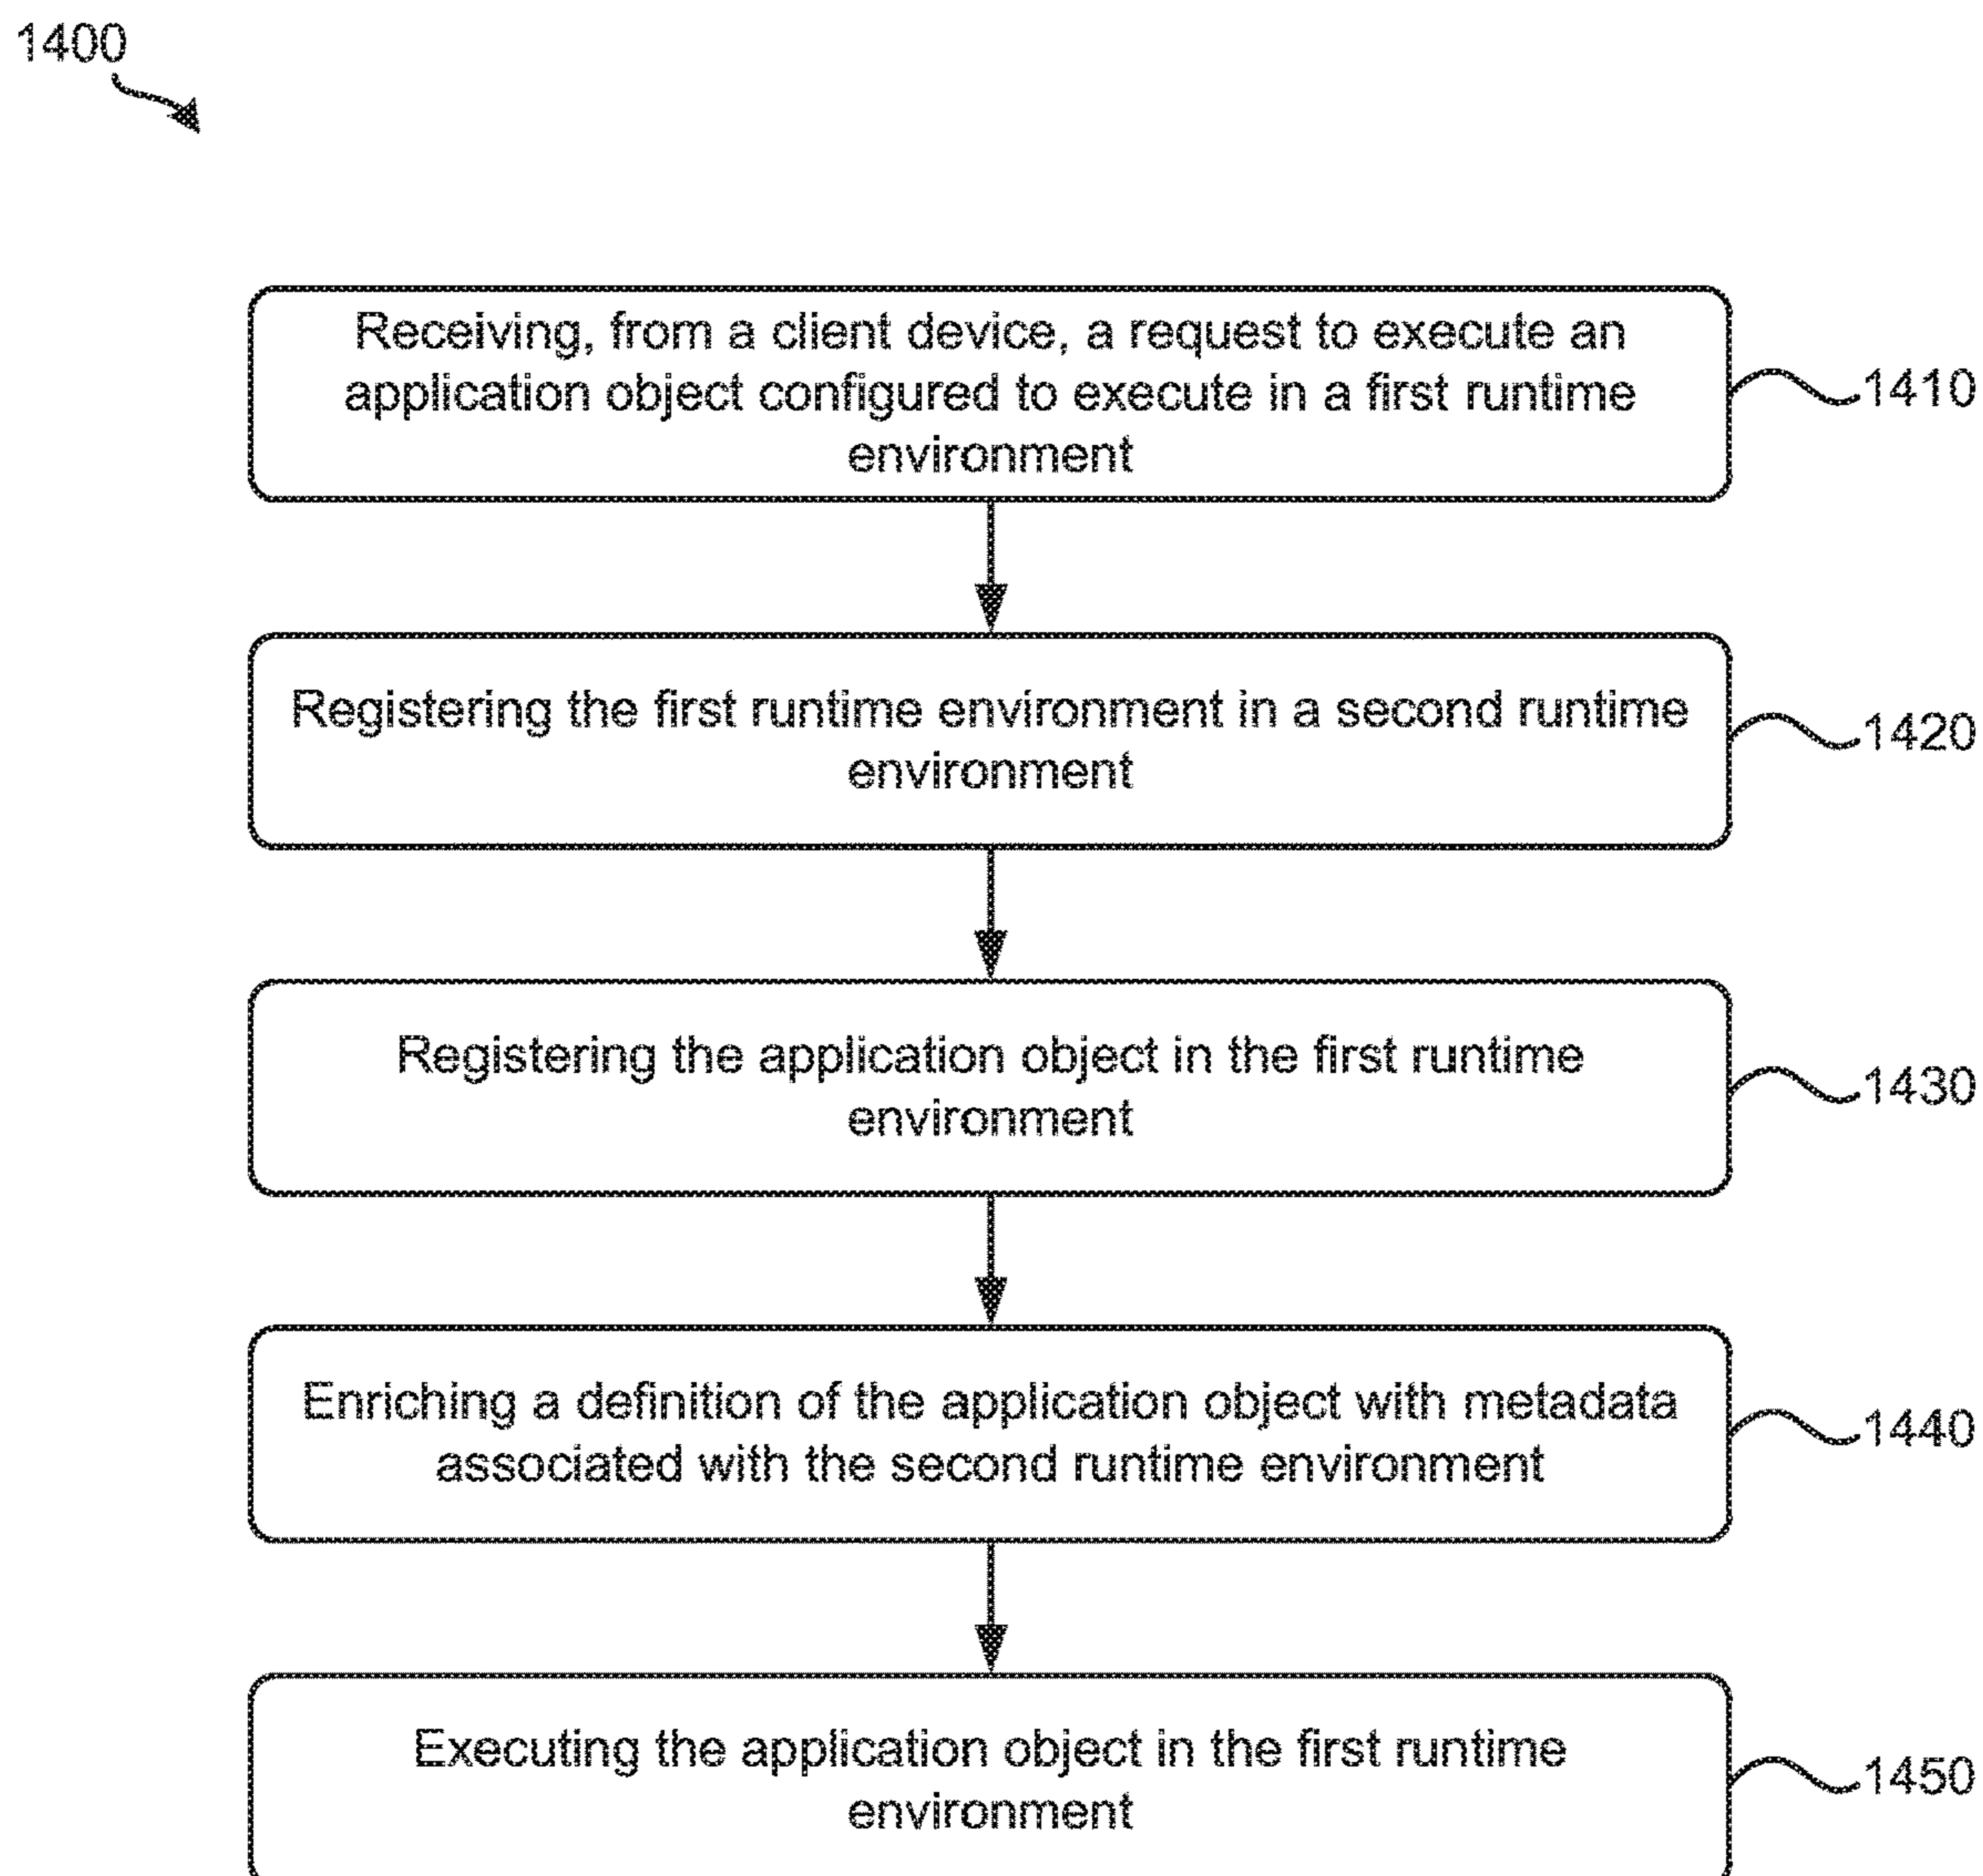 1400
Receiving, from a client device, a request to execute an
application object configured to execute in a first runtime
environment
1410
Registering the first runtime environment in a second runtime
environment
1420
Registering the application object in the first runtime
environment
1430
Enriching a definition of the application object with metadata
associated with the second runtime environment
1440
Executing the application object in the first runtime
environment
1450